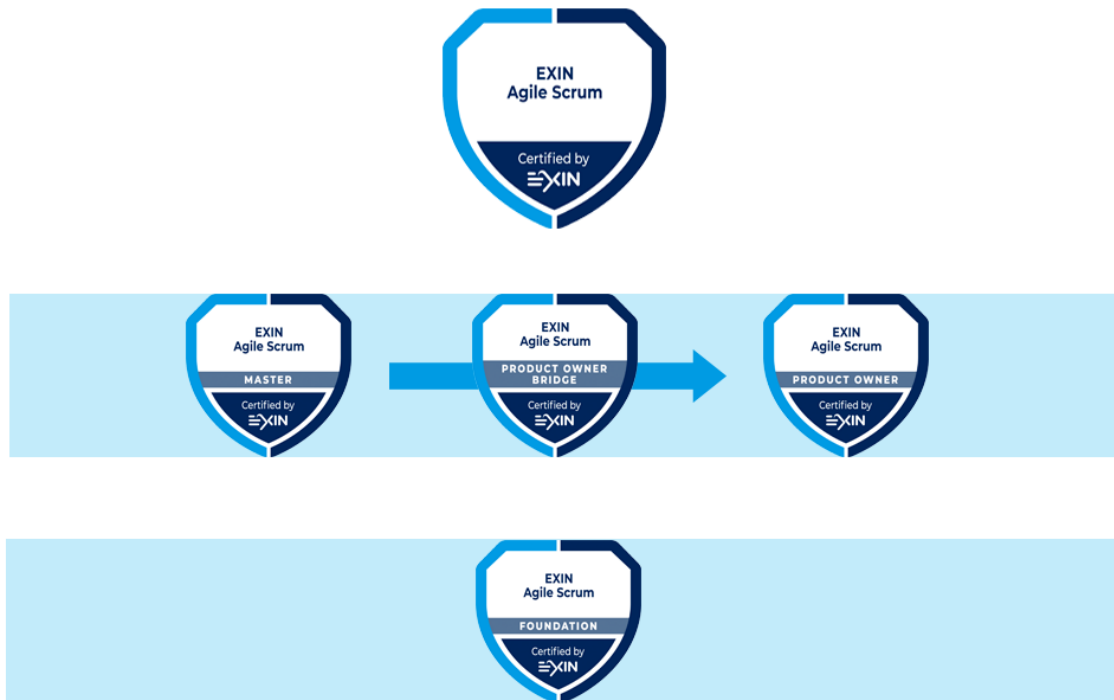 EXIN
Agile Scrum
Certified by
EXIN
EXIN
Agile Scrum
MASTER
Certified by
EXIN
EXIN
Agile Scrum
PRODUCT OWNER
BRIDGE
Certified by
EXIN
EXIN
Agile Scrum
PRODUCT OWNER
Certified by
EXIN
EXIN
Agile Scrum
FOUNDATION
Certified by
EXIN